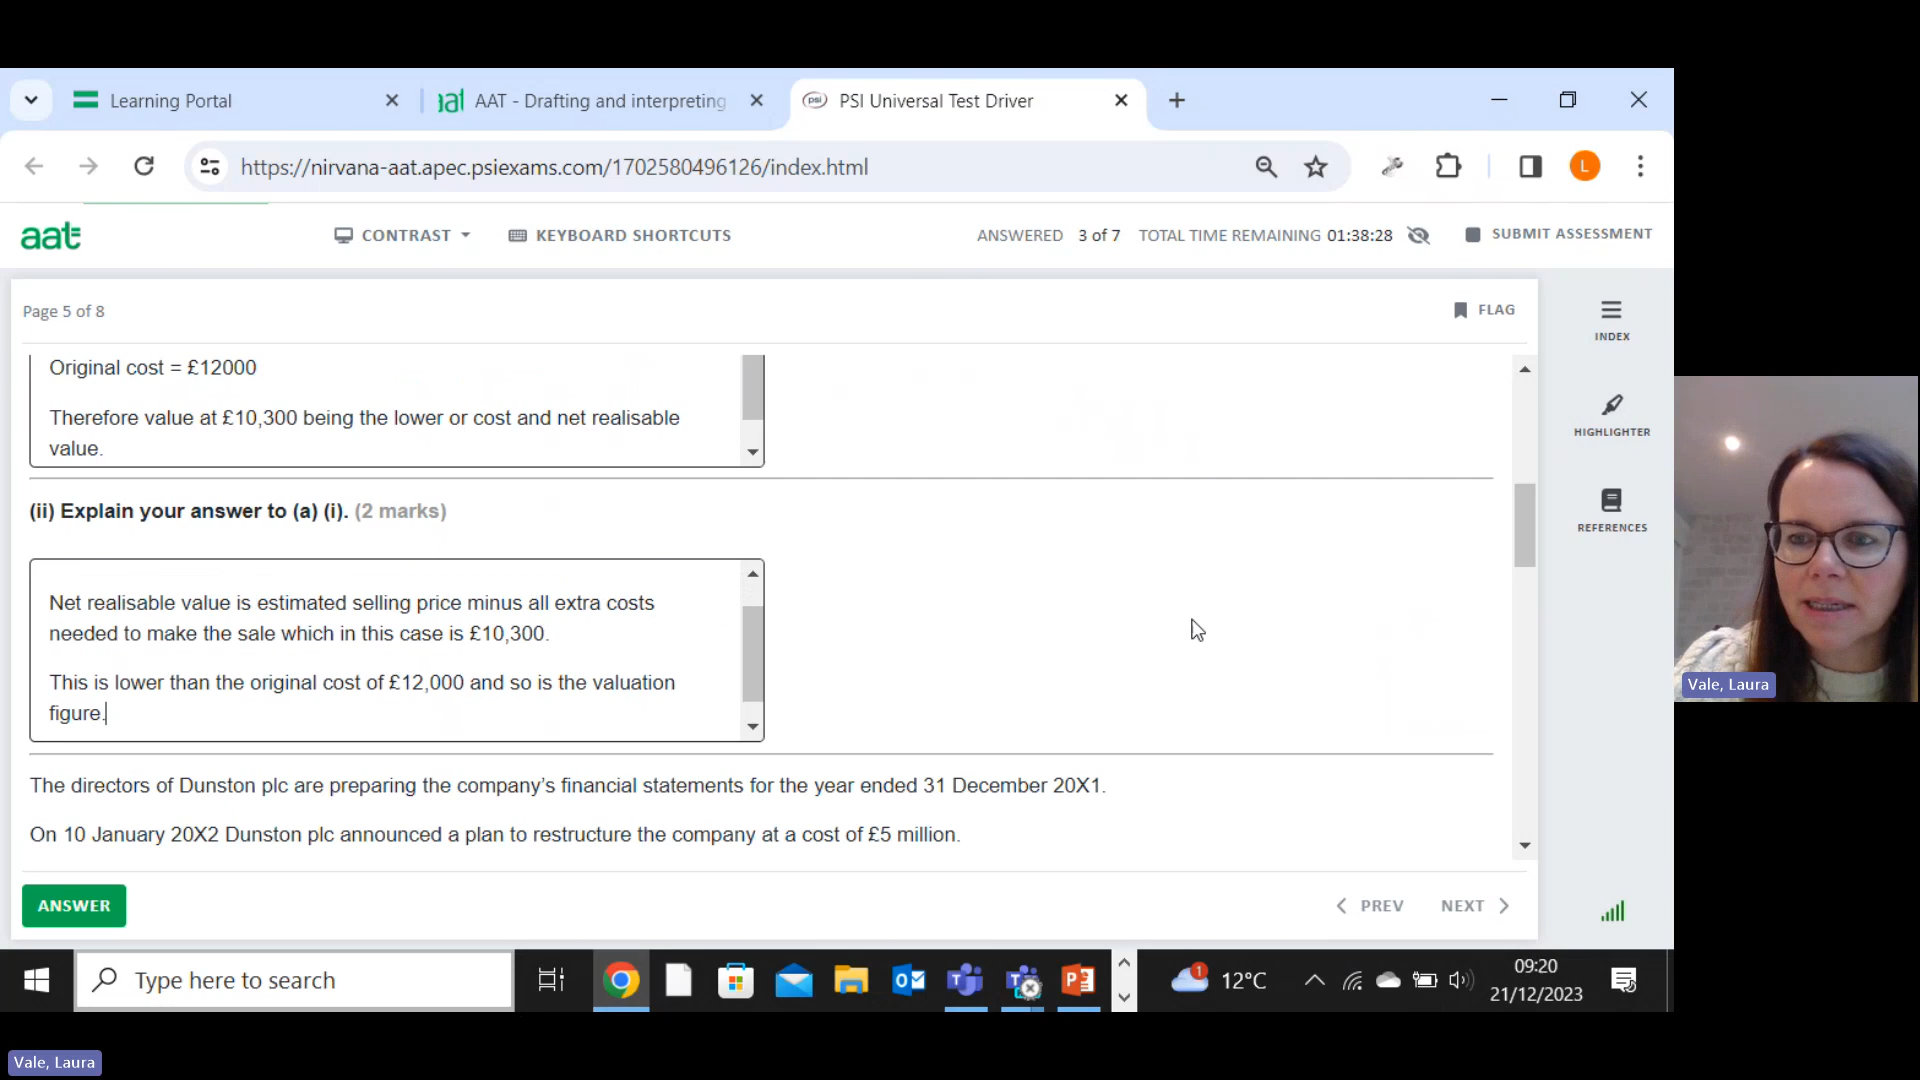 Learning Portal
aat AAT - Drafting and interpreting
psi PSI Universal Test Driver
https://nirvana-aat.apec.psiexams.com/1702580496126/index.html
L
aat
CONTRAST
KEYBOARD SHORTCUTS
ANSWERED 3 of 7 TOTAL TIME REMAINING 01:38:28
SUBMIT ASSESSMENT
Page 5 of 8
FLAG
INDEX
HIGHLIGHTER
REFERENCES
Original cost = £12000
Therefore value at £10,300 being the lower or cost and net realisable
value.
(ii) Explain your answer to (a) (i). (2 marks)
Net realisable value is estimated selling price minus all extra costs
needed to make the sale which in this case is £10,300.
This is lower than the original cost of £12,000 and so is the valuation
figure.
The directors of Dunston plc are preparing the company's financial statements for the year ended 31 December 20X1.
On 10 January 20X2 Dunston plc announced a plan to restructure the company at a cost of £5 million.
ANSWER
PREV
NEXT
Vale, Laura
Type here to search
1
12°C
09:20
21/12/2023
Vale, Laura